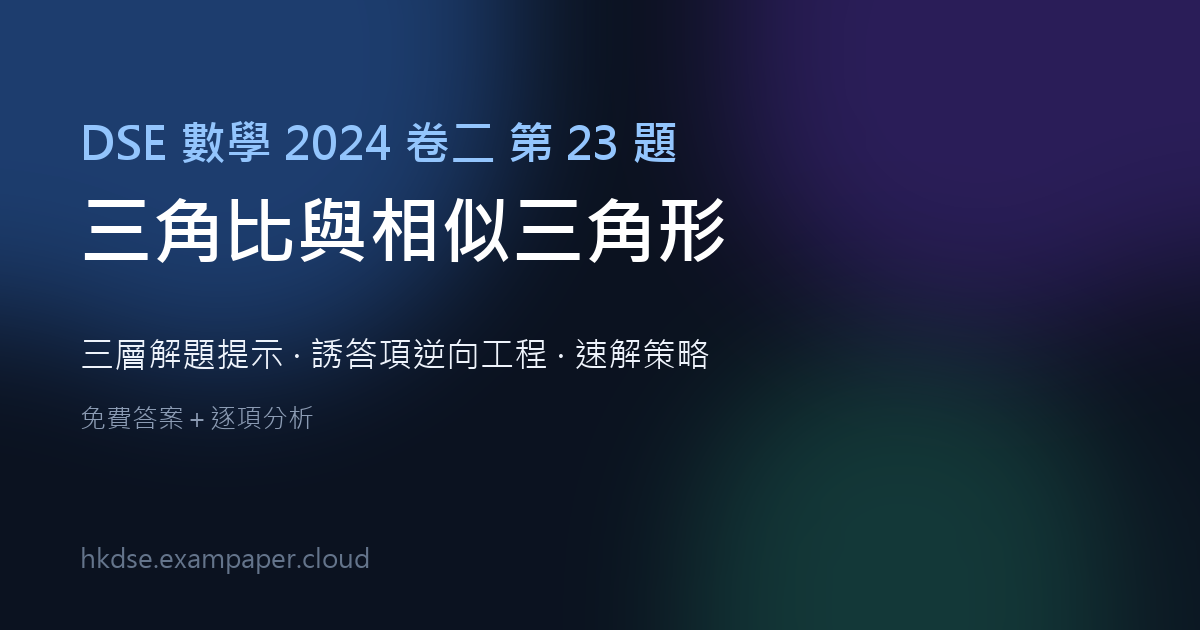 DSE 數學 2024 卷二 第 23 題
三角比與相似三角形
三層解題提示 · 誘答項逆向工程 · 速解策略
免費答案 + 逐項分析
hkdse.exampaper.cloud